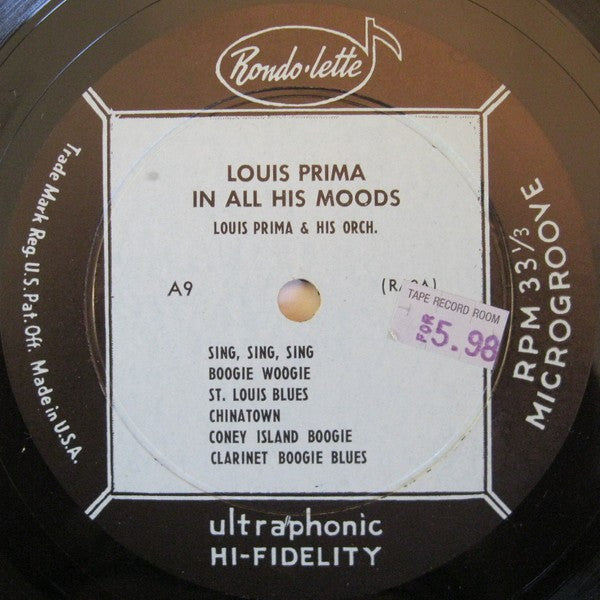 Rondo•lette
LOUIS PRIMA
IN ALL HIS MOODS
LOUIS PRIMA & HIS ORCH.
A9
TAPE RECORD ROOM
FOR 5.98
SING, SING, SING
BOOGIE WOOGIE
ST. LOUIS BLUES
CHINATOWN
CONEY ISLAND BOOGIE
CLARINET BOOGIE BLUES
Trade Mark Reg. U.S. Pat. Off. Made in U.S.A.
RPM 33 1/3
MICROGROOVE
ultraphonic
HI-FIDELITY